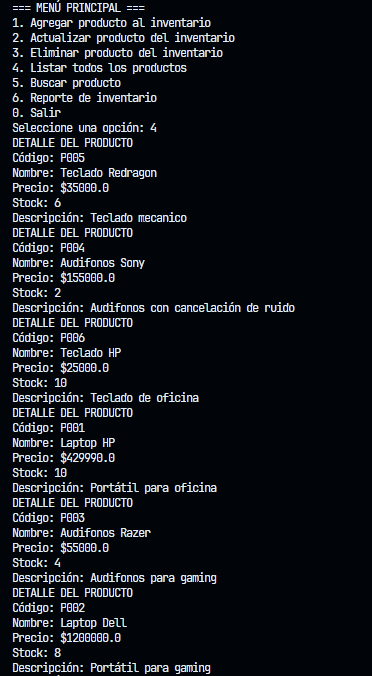 === MENÚ PRINCIPAL ===
1. Agregar producto al inventario
2. Actualizar producto del inventario
3. Eliminar producto del inventario
4. Listar todos los productos
5. Buscar producto
6. Reporte de inventario
0. Salir
Seleccione una opción: 4
DETALLE DEL PRODUCTO
Código: P005
Nombre: Teclado Redragon
Precio: $35000.0
Stock: 6
Descripción: Teclado mecanico
DETALLE DEL PRODUCTO
Código: P004
Nombre: Audifonos Sony
Precio: $155000.0
Stock: 2
Descripción: Audifonos con cancelación de ruido
DETALLE DEL PRODUCTO
Código: P006
Nombre: Teclado HP
Precio: $25000.0
Stock: 10
Descripción: Teclado de oficina
DETALLE DEL PRODUCTO
Código: P001
Nombre: Laptop HP
Precio: $429990.0
Stock: 10
Descripción: Portátil para oficina
DETALLE DEL PRODUCTO
Código: P003
Nombre: Audifonos Razer
Precio: $55000.0
Stock: 4
Descripción: Audifonos para gaming
DETALLE DEL PRODUCTO
Código: P002
Nombre: Laptop Dell
Precio: $1200000.0
Stock: 8
Descripción: Portátil para gaming